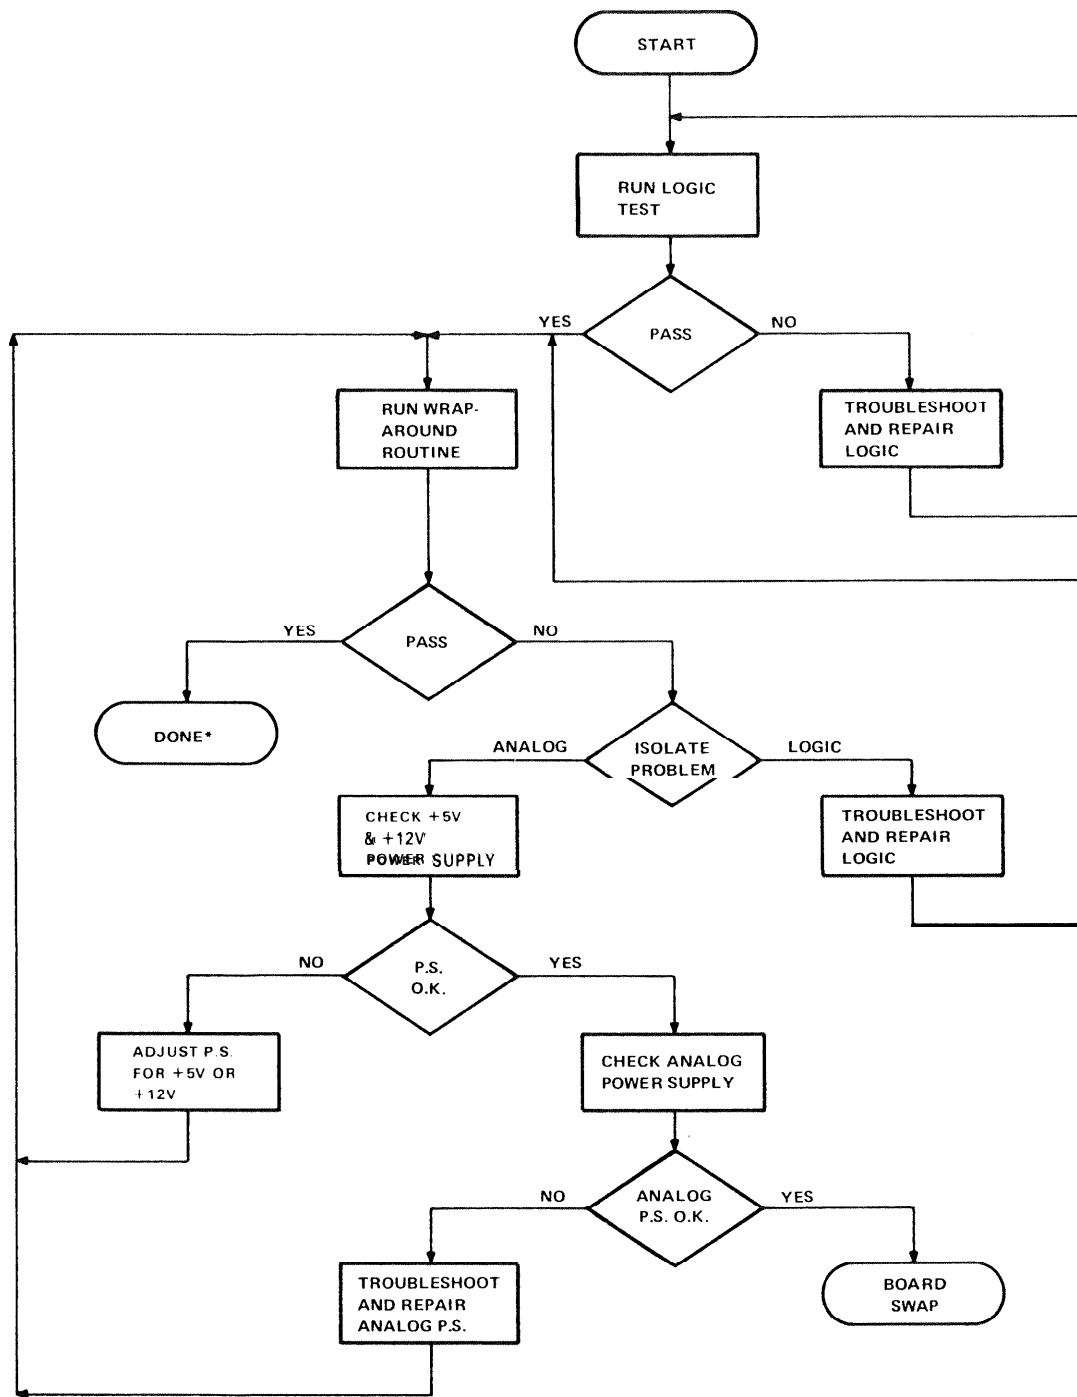 START
RUN LOGIC
TEST
YES
PASS
NO
RUN WRAP-
AROUND
ROUTINE
TROUBLESHOOT
AND REPAIR
LOGIC
YES
PASS
NO
DONE*
ANALOG
ISOLATE
PROBLEM
LOGIC
CHECK +5V
& +12V
POWER SUPPLY
TROUBLESHOOT
AND REPAIR
LOGIC
NO
P.S.
O.K.
YES
ADJUST P.S.
FOR +5V OR
+12V
CHECK ANALOG
POWER SUPPLY
NO
ANALOG
P.S. O.K.
YES
TROUBLESHOOT
AND REPAIR
ANALOG P.S.
BOARD
SWAP